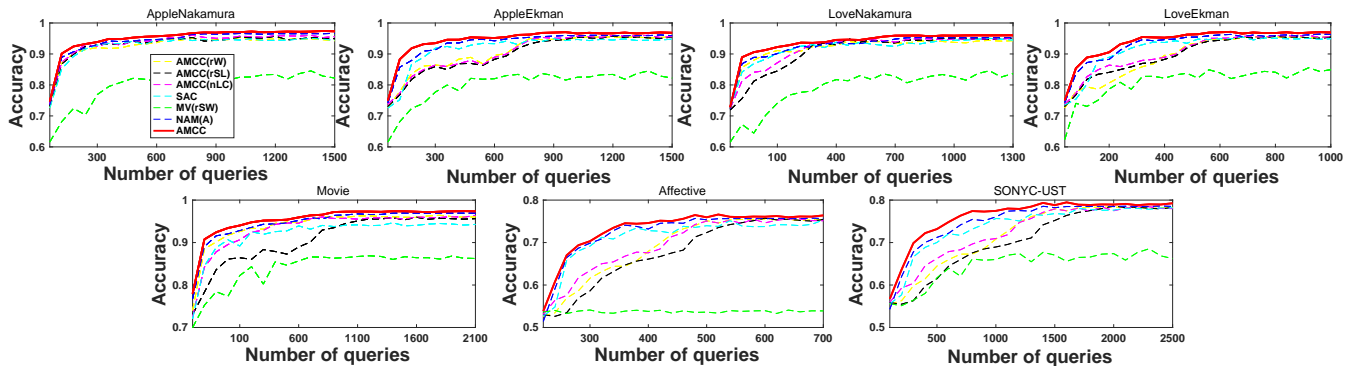 AppleNakamura
1
0.9
0.8
0.7
0.6
Accuracy
AMCC(rW)
AMCC(rSL)
AMCC(nLC)
SAC
MV(rSW)
NAM(A)
AMCC
300 600 900 1200 1500
Number of queries
AppleEkman
1
0.9
0.8
0.7
0.6
Accuracy
300 600 900 1200 1500
Number of queries
LoveNakamura
1
0.9
0.8
0.7
0.6
Accuracy
100 400 700 1000 1300
Number of queries
LoveEkman
1
0.9
0.8
0.7
0.6
Accuracy
200 400 600 800 1000
Number of queries
Movie
1
0.9
0.8
0.7
Accuracy
100 600 1100 1600 2100
Number of queries
Affective
0.8
0.7
0.6
0.5
Accuracy
300 400 500 600 700
Number of queries
SONYC-UST
0.8
0.7
0.6
0.5
Accuracy
500 1000 1500 2000 2500
Number of queries